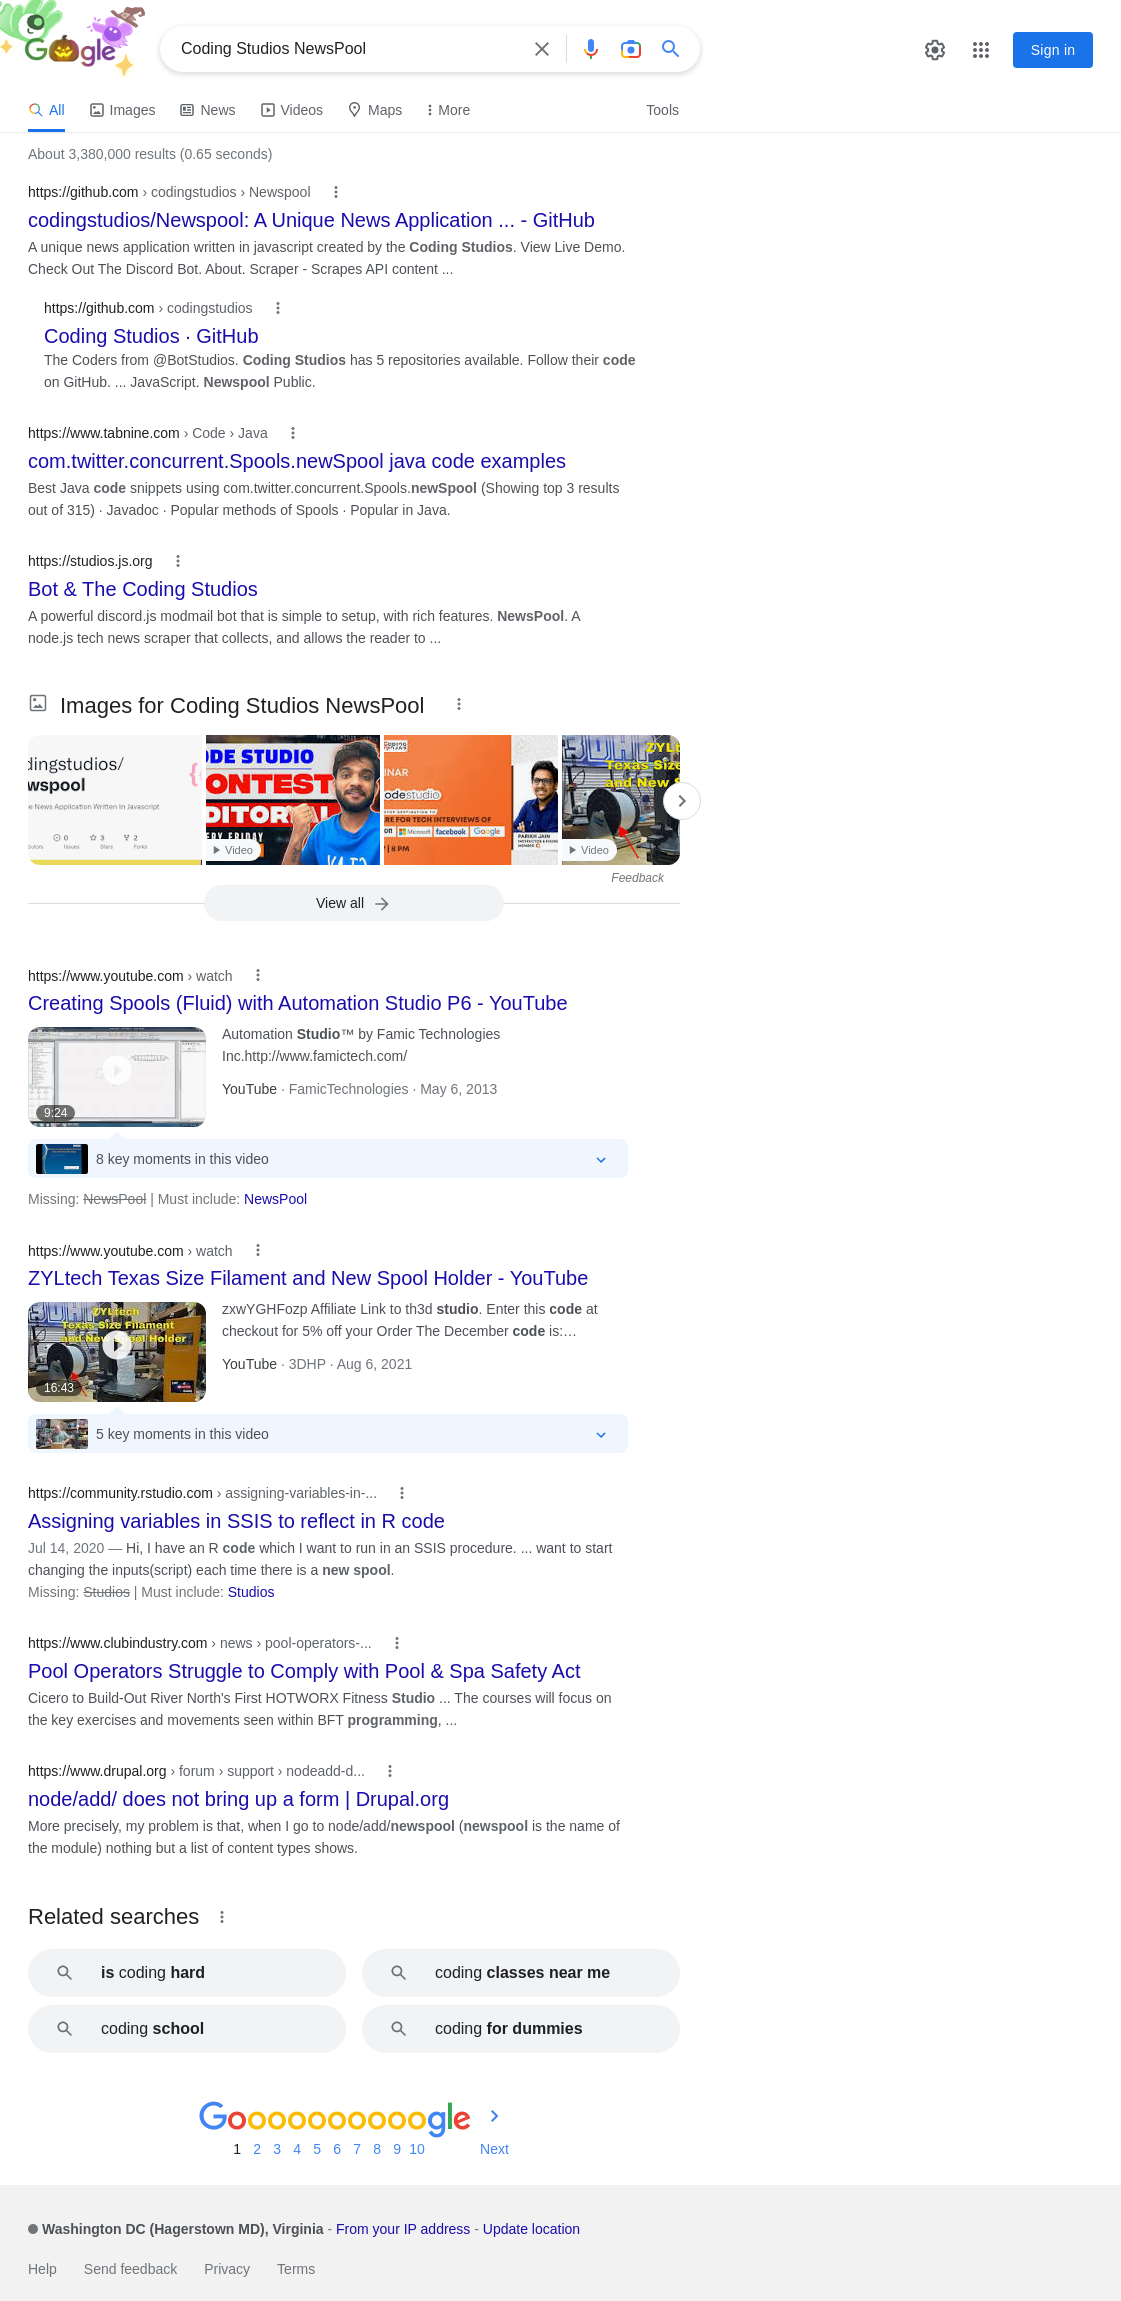 Google
Coding Studios NewsPool
Sign in
All
Images
News
Videos
Maps
More
Tools
About 3,380,000 results (0.65 seconds)
https://github.com › codingstudios › Newspool
codingstudios/Newspool: A Unique News Application ... - GitHub
A unique news application written in javascript created by the Coding Studios. View Live Demo.
Check Out The Discord Bot. About. Scraper - Scrapes API content ...
https://github.com › codingstudios
Coding Studios · GitHub
The Coders from @BotStudios. Coding Studios has 5 repositories available. Follow their code
on GitHub. ... JavaScript. Newspool Public.
https://www.tabnine.com › Code › Java
com.twitter.concurrent.Spools.newSpool java code examples
Best Java code snippets using com.twitter.concurrent.Spools.newSpool (Showing top 3 results
out of 315) · Javadoc · Popular methods of Spools · Popular in Java.
https://studios.js.org
Bot & The Coding Studios
A powerful discord.js modmail bot that is simple to setup, with rich features. NewsPool. A
node.js tech news scraper that collects, and allows the reader to ...
Images for Coding Studios NewsPool
dingstudios/
wspool
e News Application Written In Javascript
0
3
2
Issues
Stars
Forks
ODE STUDIO
CONTEST
EDITORIAL
ERY FRIDAY
Video
CODING
NAR
codestudio
RE FOR TECH INTERVIEWS OF
on Microsoft facebook Google
| 8 PM
PARIKH JAIN
3DHP
ZYLt
Texas Size
and New S
Video
Feedback
View all
https://www.youtube.com › watch
Creating Spools (Fluid) with Automation Studio P6 - YouTube
9:24
Automation Studio™ by Famic Technologies
Inc.http://www.famictech.com/
YouTube · FamicTechnologies · May 6, 2013
8 key moments in this video
Missing: NewsPool | Must include: NewsPool
https://www.youtube.com › watch
ZYLtech Texas Size Filament and New Spool Holder - YouTube
ZYLtech
Texas Size Filament
and New Spool Holder
16:43
zxwYGHFozp Affiliate Link to th3d studio. Enter this code at
checkout for 5% off your Order The December code is:…
YouTube · 3DHP · Aug 6, 2021
5 key moments in this video
https://community.rstudio.com › assigning-variables-in-...
Assigning variables in SSIS to reflect in R code
Jul 14, 2020 — Hi, I have an R code which I want to run in an SSIS procedure. ... want to start
changing the inputs(script) each time there is a new spool.
Missing: Studios | Must include: Studios
https://www.clubindustry.com › news › pool-operators-...
Pool Operators Struggle to Comply with Pool & Spa Safety Act
Cicero to Build-Out River North's First HOTWORX Fitness Studio ... The courses will focus on
the key exercises and movements seen within BFT programming, ...
https://www.drupal.org › forum › support › nodeadd-d...
node/add/ does not bring up a form | Drupal.org
More precisely, my problem is that, when I go to node/add/newspool (newspool is the name of
the module) nothing but a list of content types shows.
Related searches
is coding hard
coding classes near me
coding school
coding for dummies
Goooooooooogle
1 2 3 4 5 6 7 8 9 10 Next
Washington DC (Hagerstown MD), Virginia - From your IP address - Update location
Help
Send feedback
Privacy
Terms